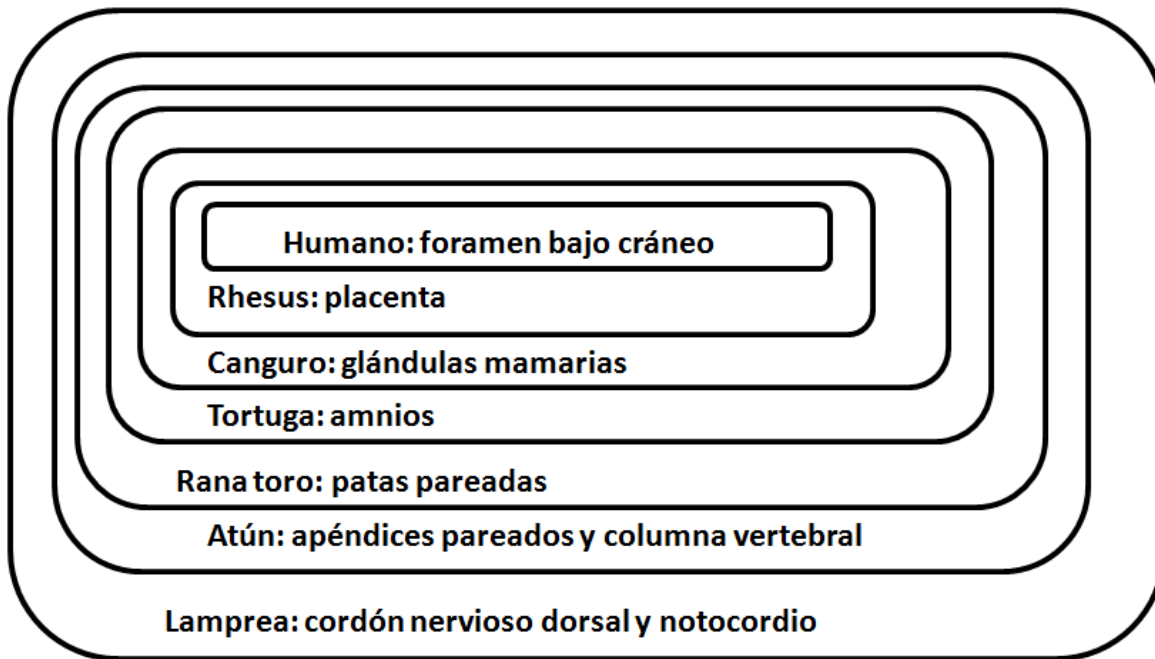 Humano: foramen bajo cráneo
Rhesus: placenta
Canguro: glándulas mamarias
Tortuga: amnios
Rana toro: patas pareadas
Atún: apéndices pareados y columna vertebral
Lamprea: cordón nervioso dorsal y notocordio